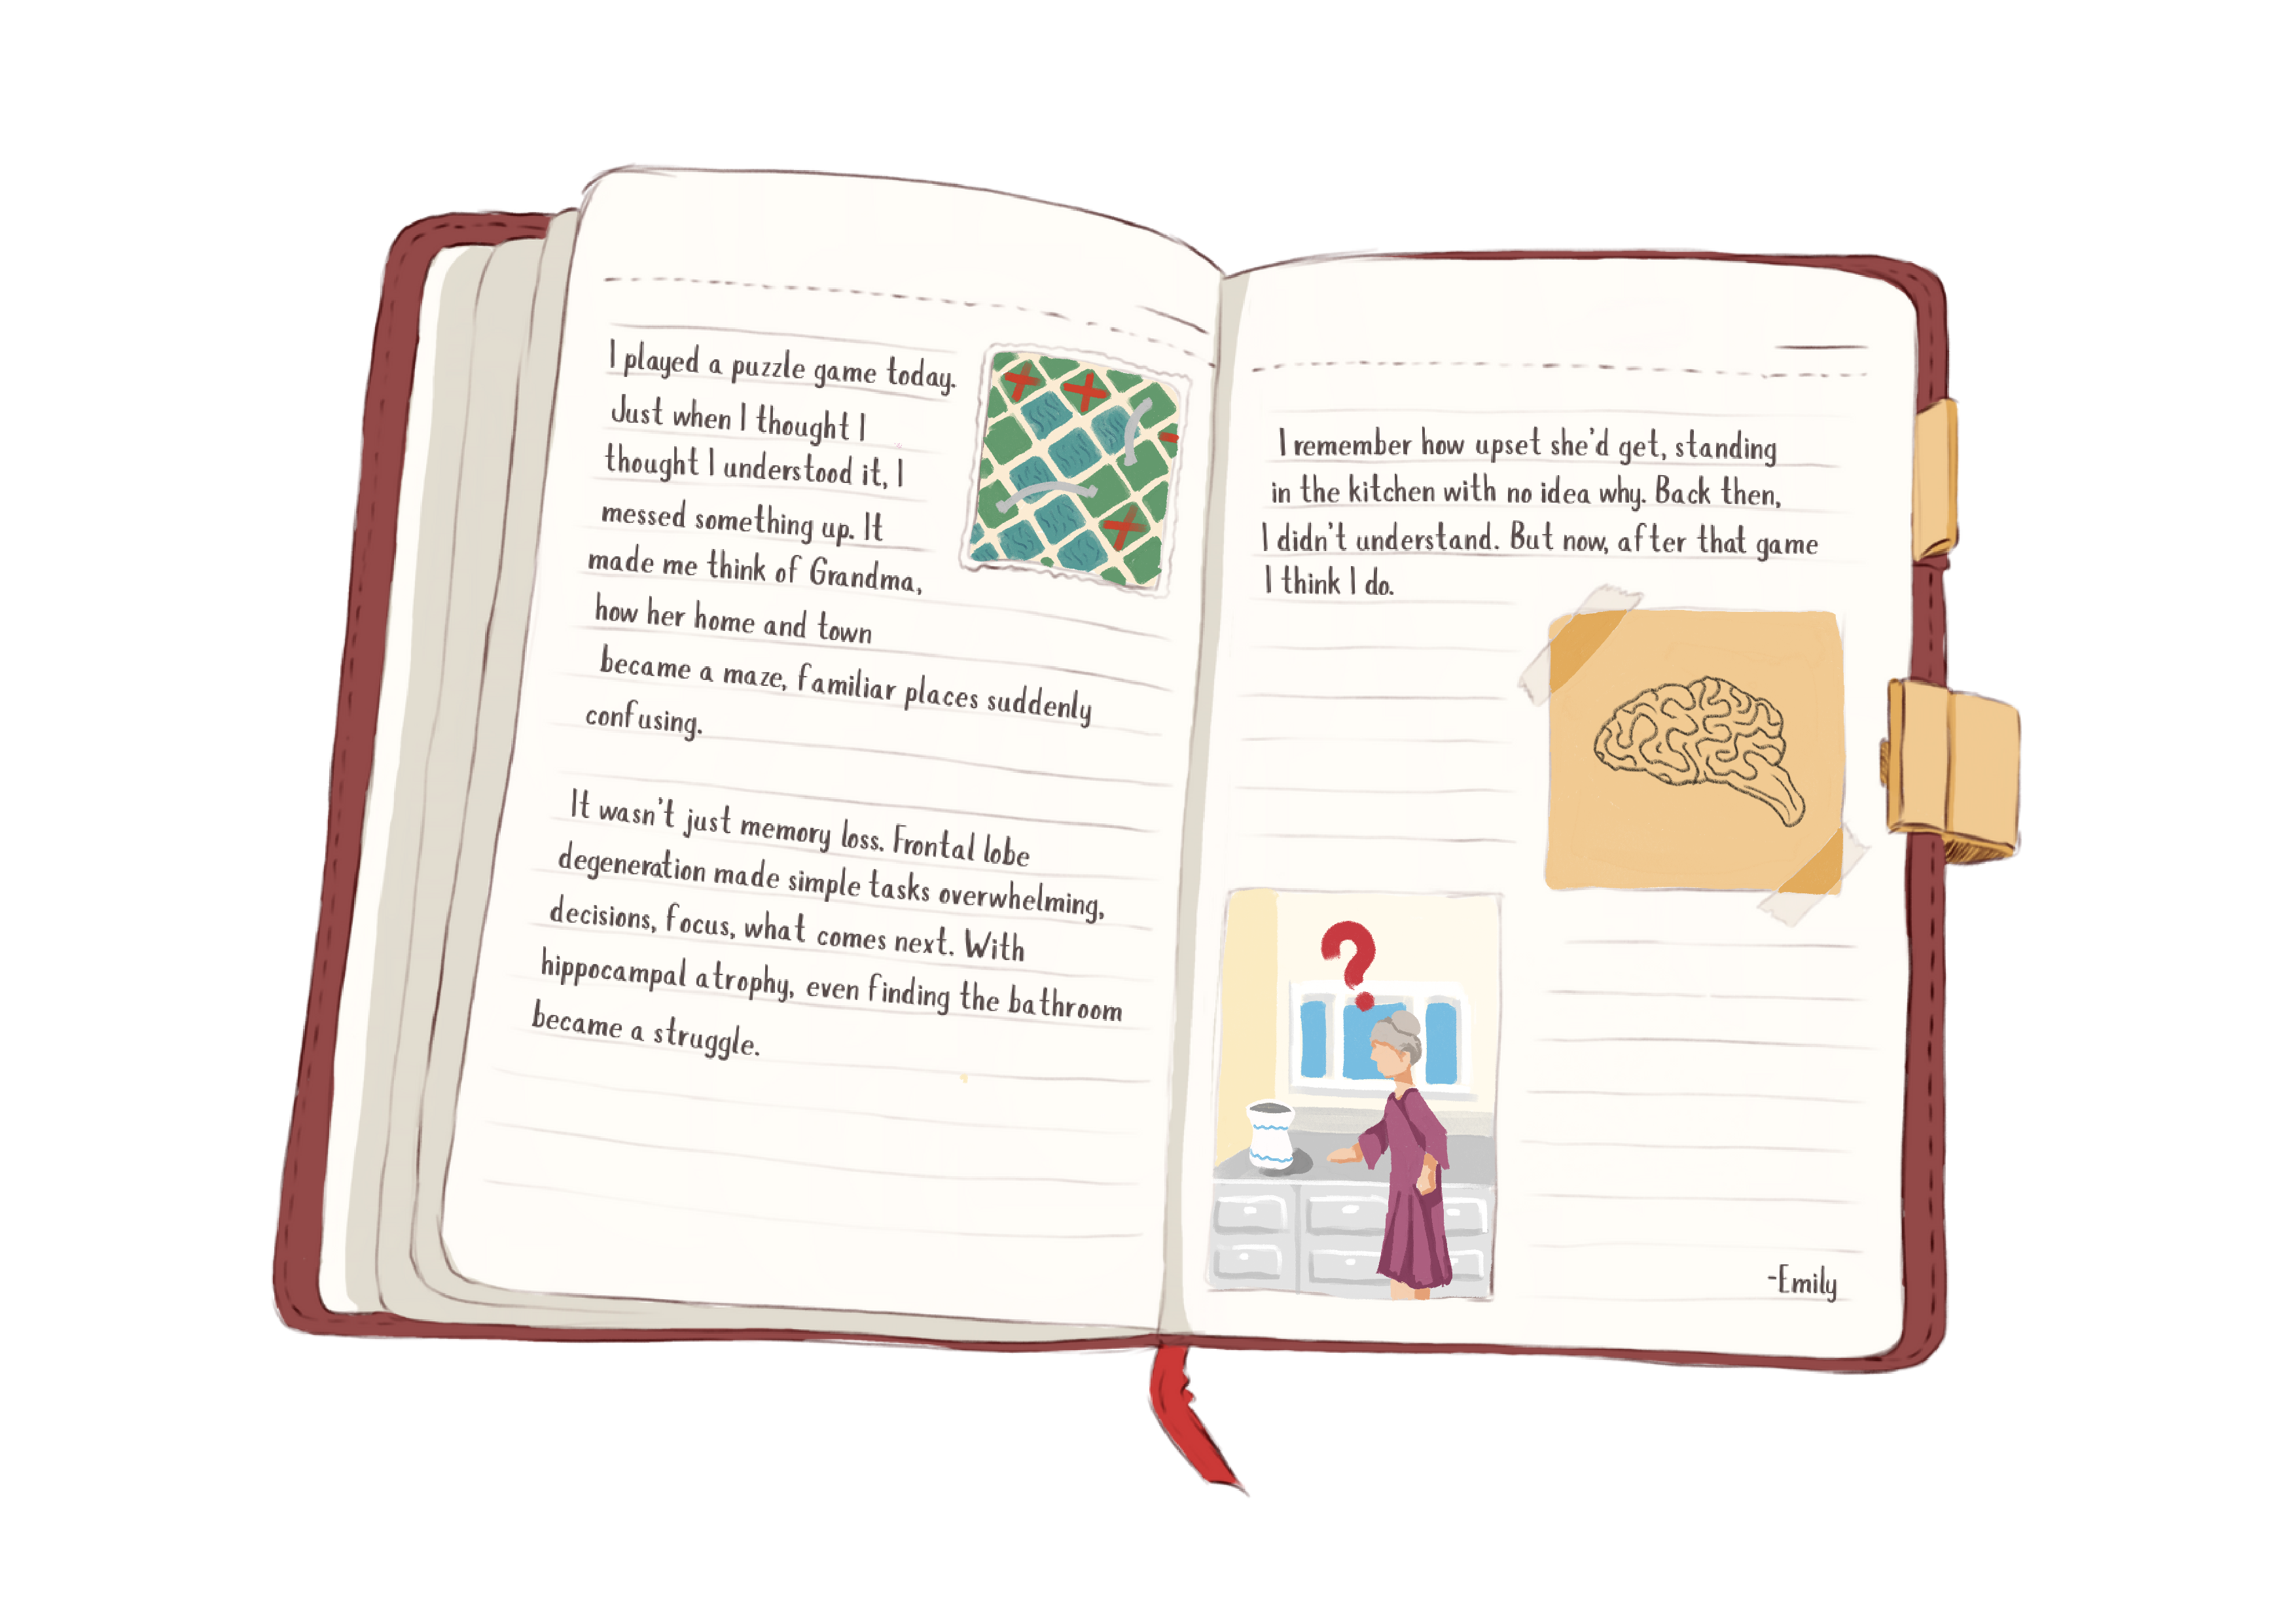 I played a puzzle game today.
Just when I thought I
thought I understood it, I
messed something up. It
made me think of Grandma,
how her home and town
became a maze, familiar places suddenly
confusing.
It wasn't just memory loss. Frontal lobe
degeneration made simple tasks overwhelming,
decisions, focus, what comes next. With
hippocampal atrophy, even finding the bathroom
became a struggle.
I remember how upset she'd get, standing
in the kitchen with no idea why. Back then,
I didn't understand. But now, after that game
I think I do.
?
-Emily